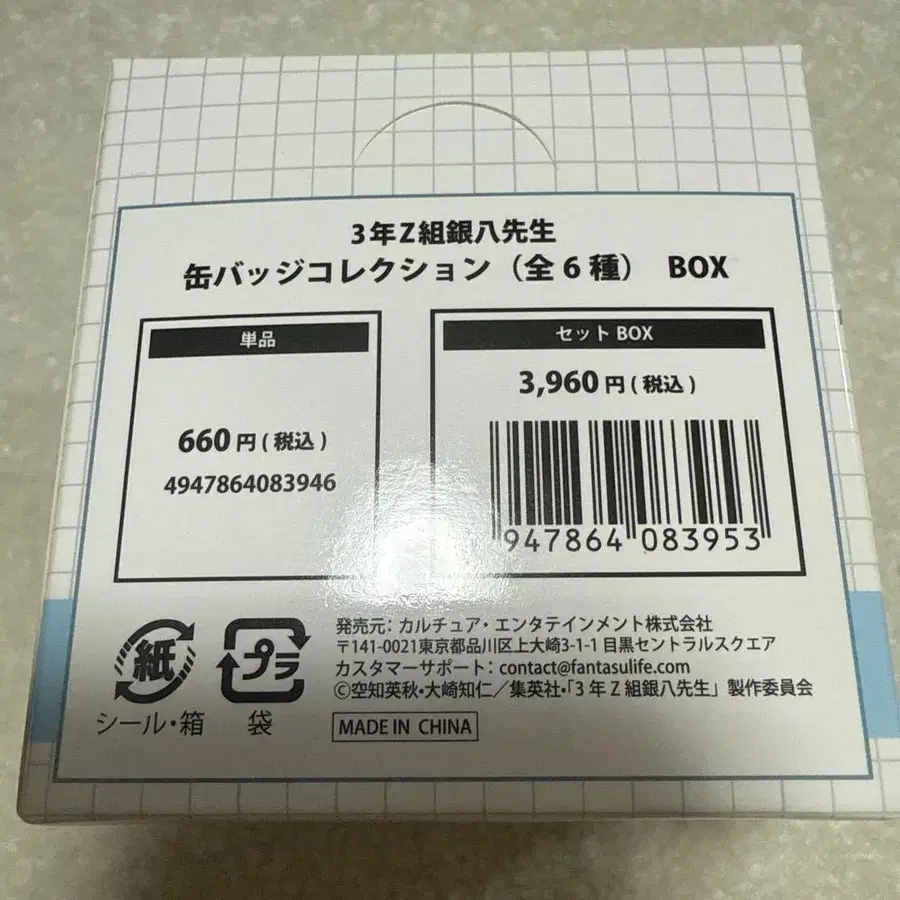 3年Z組銀八先生
缶バッジコレクション（全6種） BOX
単品
660円(税込)
4947864083946
セットBOX
3,960円(税込)
947864 083953
紙
シール・箱
プラ
袋
発売元：カルチュア・エンタテインメント株式会社
〒141-0021東京都品川区上大崎3-1-1 目黒セントラルスクエア
カスタマーサポート：contact@fantasulife.com
©空知英秋・大崎知仁／集英社・「3年Z組銀八先生」製作委員会
MADE IN CHINA